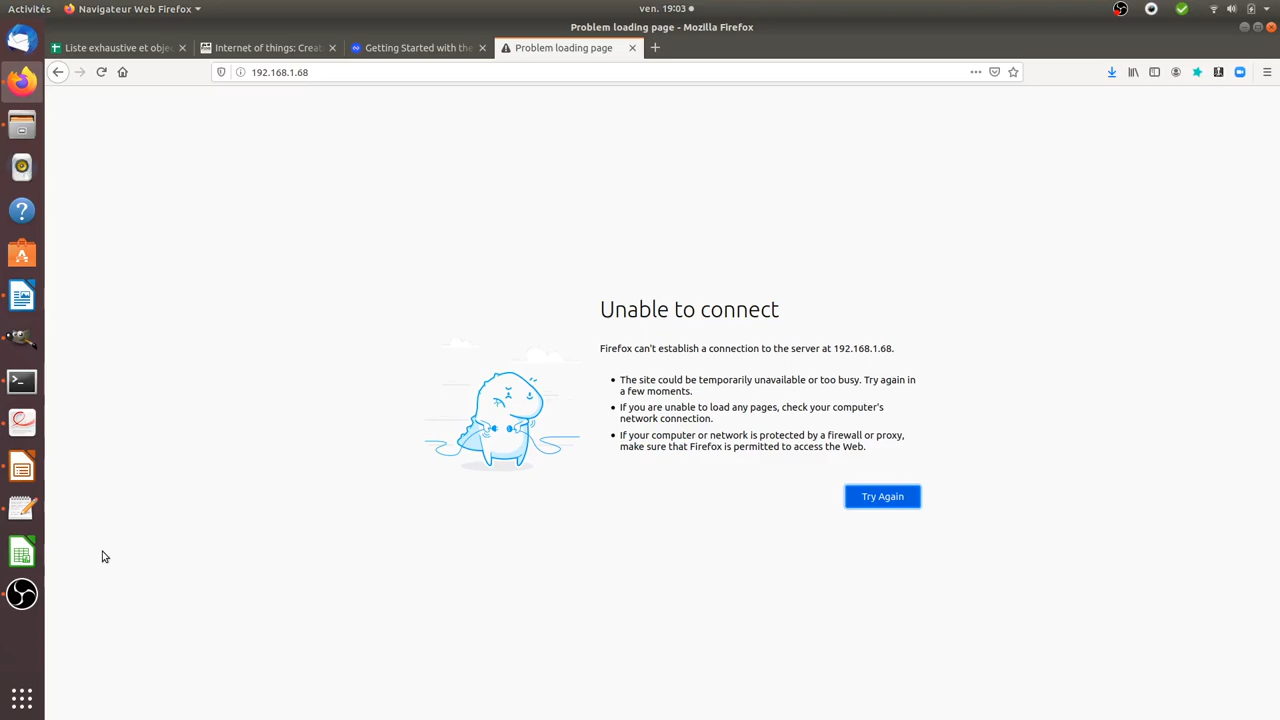 Activités
Navigateur Web Firefox
ven. 19:03
Problem loading page - Mozilla Firefox
Liste exhaustive et objec
Internet of things: Creat
Getting Started with the
Problem loading page
192.168.1.68
Unable to connect
Firefox can't establish a connection to the server at 192.168.1.68.
The site could be temporarily unavailable or too busy. Try again in
a few moments.
If you are unable to load any pages, check your computer's
network connection.
If your computer or network is protected by a firewall or proxy,
make sure that Firefox is permitted to access the Web.
Try Again